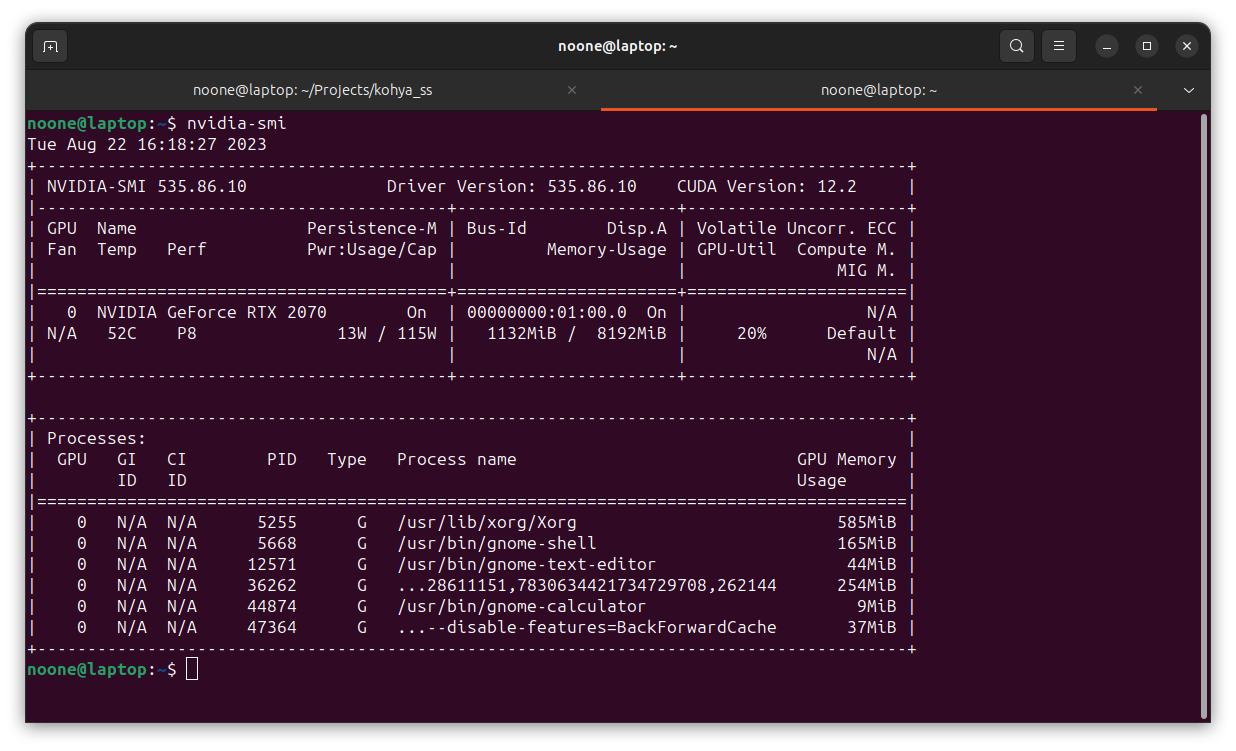 noone@laptop: ~
noone@laptop: ~/Projects/kohya_ss
noone@laptop: ~
noone@laptop:~$ nvidia-smi
Tue Aug 22 16:18:27 2023
+---------------------------------------------------------------------------------------+
| NVIDIA-SMI 535.86.10              Driver Version: 535.86.10    CUDA Version: 12.2     |
|-----------------------------------------+----------------------+----------------------+
| GPU  Name                 Persistence-M | Bus-Id        Disp.A | Volatile Uncorr. ECC |
| Fan  Temp   Perf          Pwr:Usage/Cap |         Memory-Usage | GPU-Util  Compute M. |
|                                         |                      |               MIG M. |
|=========================================+======================+======================|
|   0  NVIDIA GeForce RTX 2070        On  | 00000000:01:00.0  On |                  N/A |
| N/A   52C    P8              13W / 115W |   1132MiB /  8192MiB |     20%      Default |
|                                         |                      |                  N/A |
+-----------------------------------------+----------------------+----------------------+
+---------------------------------------------------------------------------------------+
| Processes:                                                                            |
|  GPU   GI   CI        PID   Type   Process name                            GPU Memory |
|        ID   ID                                                             Usage      |
|=======================================================================================|
|    0   N/A  N/A      5255      G   /usr/lib/xorg/Xorg                          585MiB |
|    0   N/A  N/A      5668      G   /usr/bin/gnome-shell                        165MiB |
|    0   N/A  N/A     12571      G   /usr/bin/gnome-text-editor                   44MiB |
|    0   N/A  N/A     36262      G   ...28611151,7830634421734729708,262144      254MiB |
|    0   N/A  N/A     44874      G   /usr/bin/gnome-calculator                     9MiB |
|    0   N/A  N/A     47364      G   ...--disable-features=BackForwardCache       37MiB |
+---------------------------------------------------------------------------------------+
noone@laptop:~$